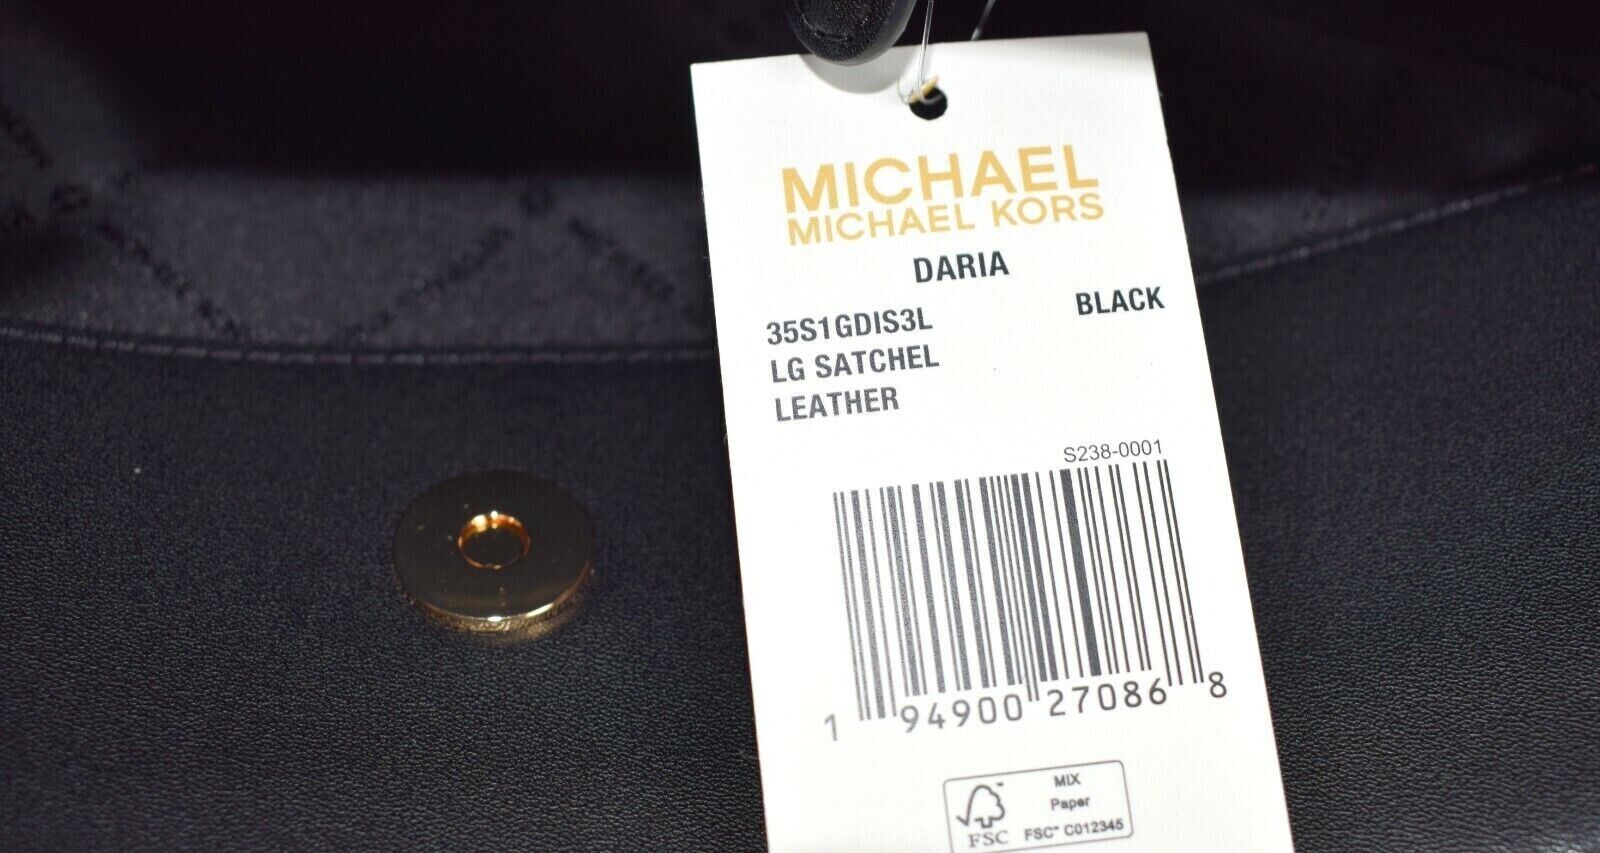 MICHAEL
MICHAEL KORS
DARIA
35S1GDIS3L BLACK
LG SATCHEL
LEATHER
S238-0001
1 94900 27086 8
FSC
MIX
Paper
FSC™ C012345